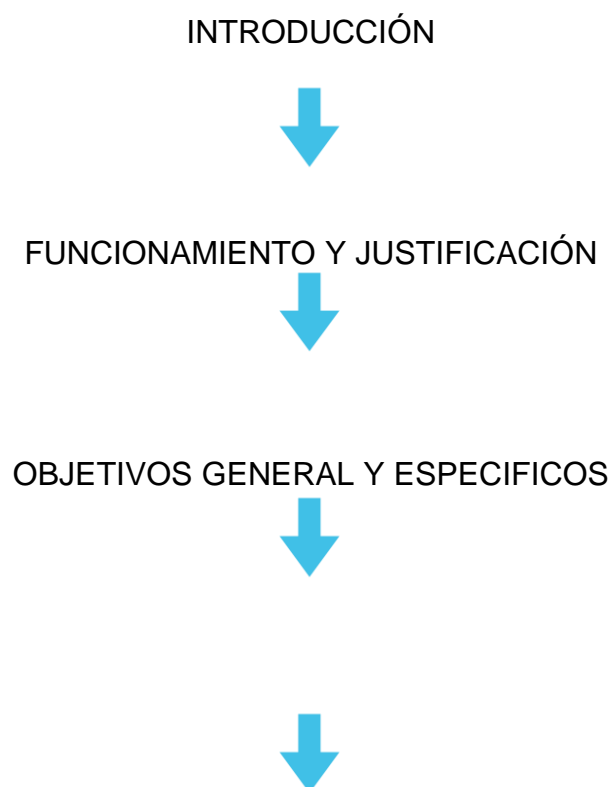 INTRODUCCIÓN
FUNCIONAMIENTO Y JUSTIFICACIÓN
OBJETIVOS GENERAL Y ESPECIFICOS